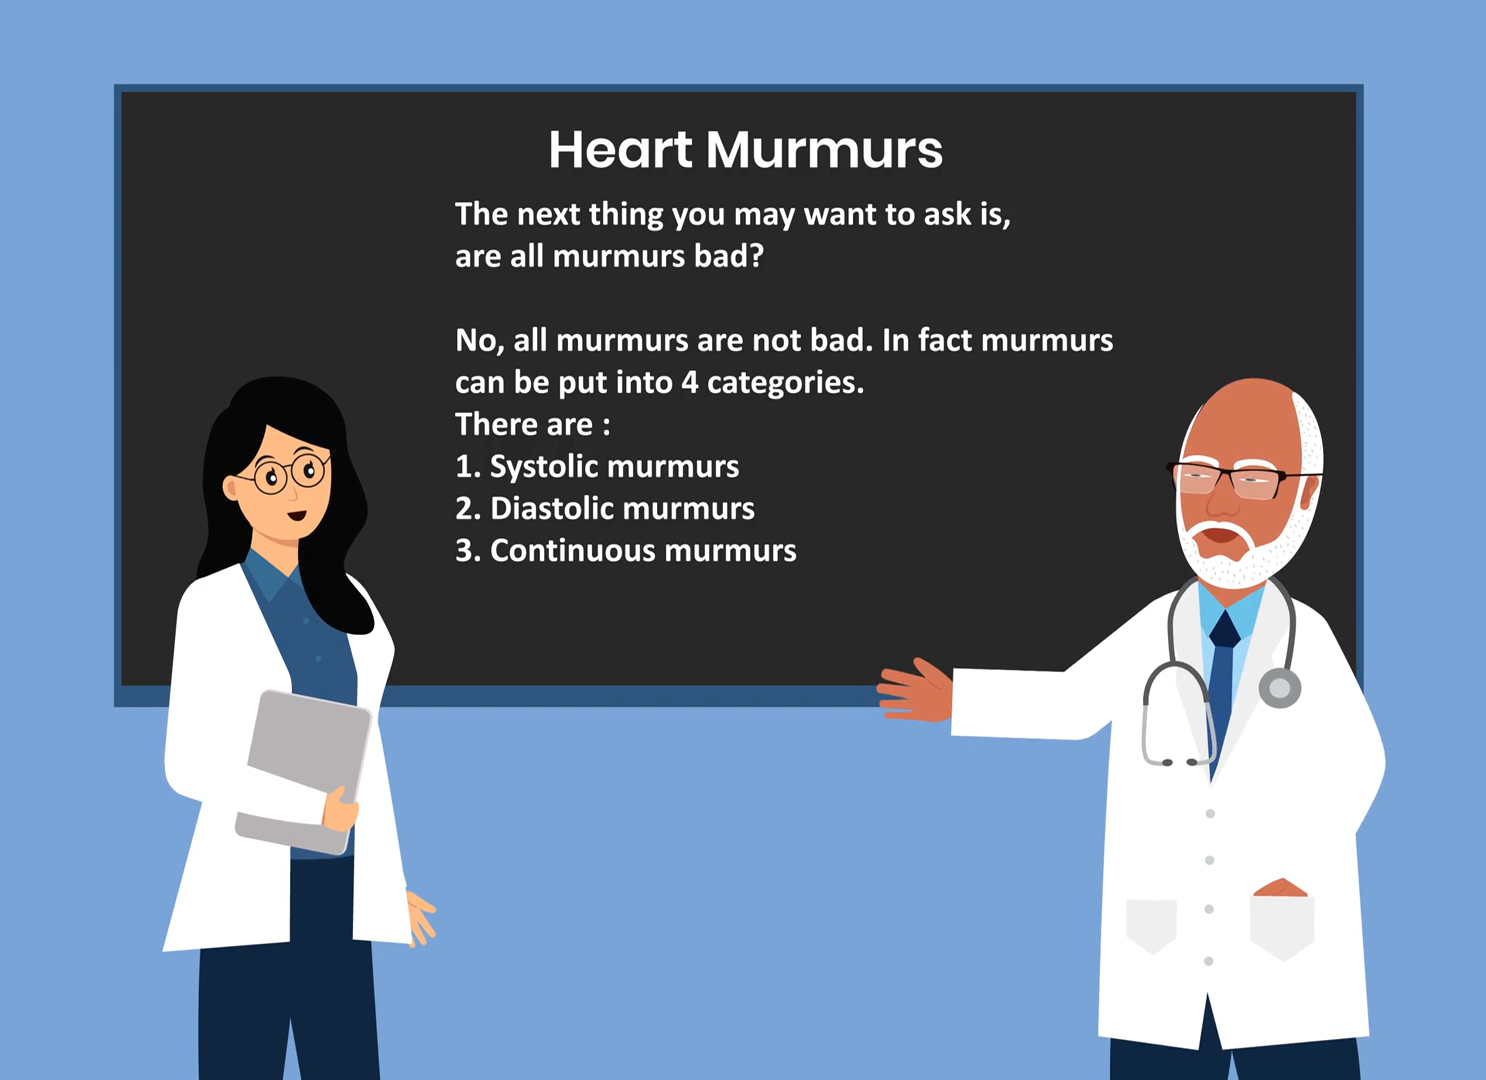 Heart Murmurs
The next thing you may want to ask is,
are all murmurs bad?
No, all murmurs are not bad. In fact murmurs
can be put into 4 categories.
There are :
1. Systolic murmurs
2. Diastolic murmurs
3. Continuous murmurs